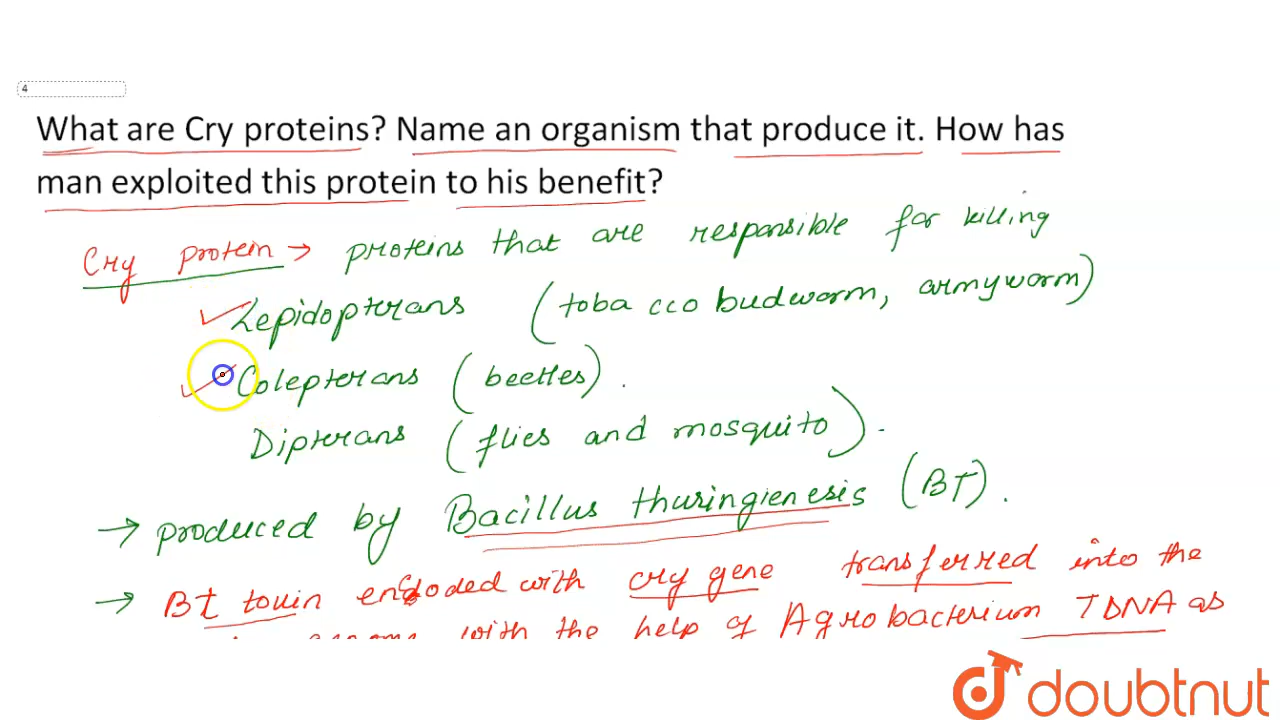 4
What are Cry proteins? Name an organism that produce it. How has
man exploited this protein to his benefit?
Cry protein → proteins that are responsible for killing
Lepidopterans (toba cco budworm, armyworm)
Colepterans (beetles).
Dipterans (flies and mosquito).
→ produced by Bacillus thuringienesis (BT).
→ Bt toxin encoded with cry gene transferred into the
with the help of Agrobacterium TDNA as
doubtnut